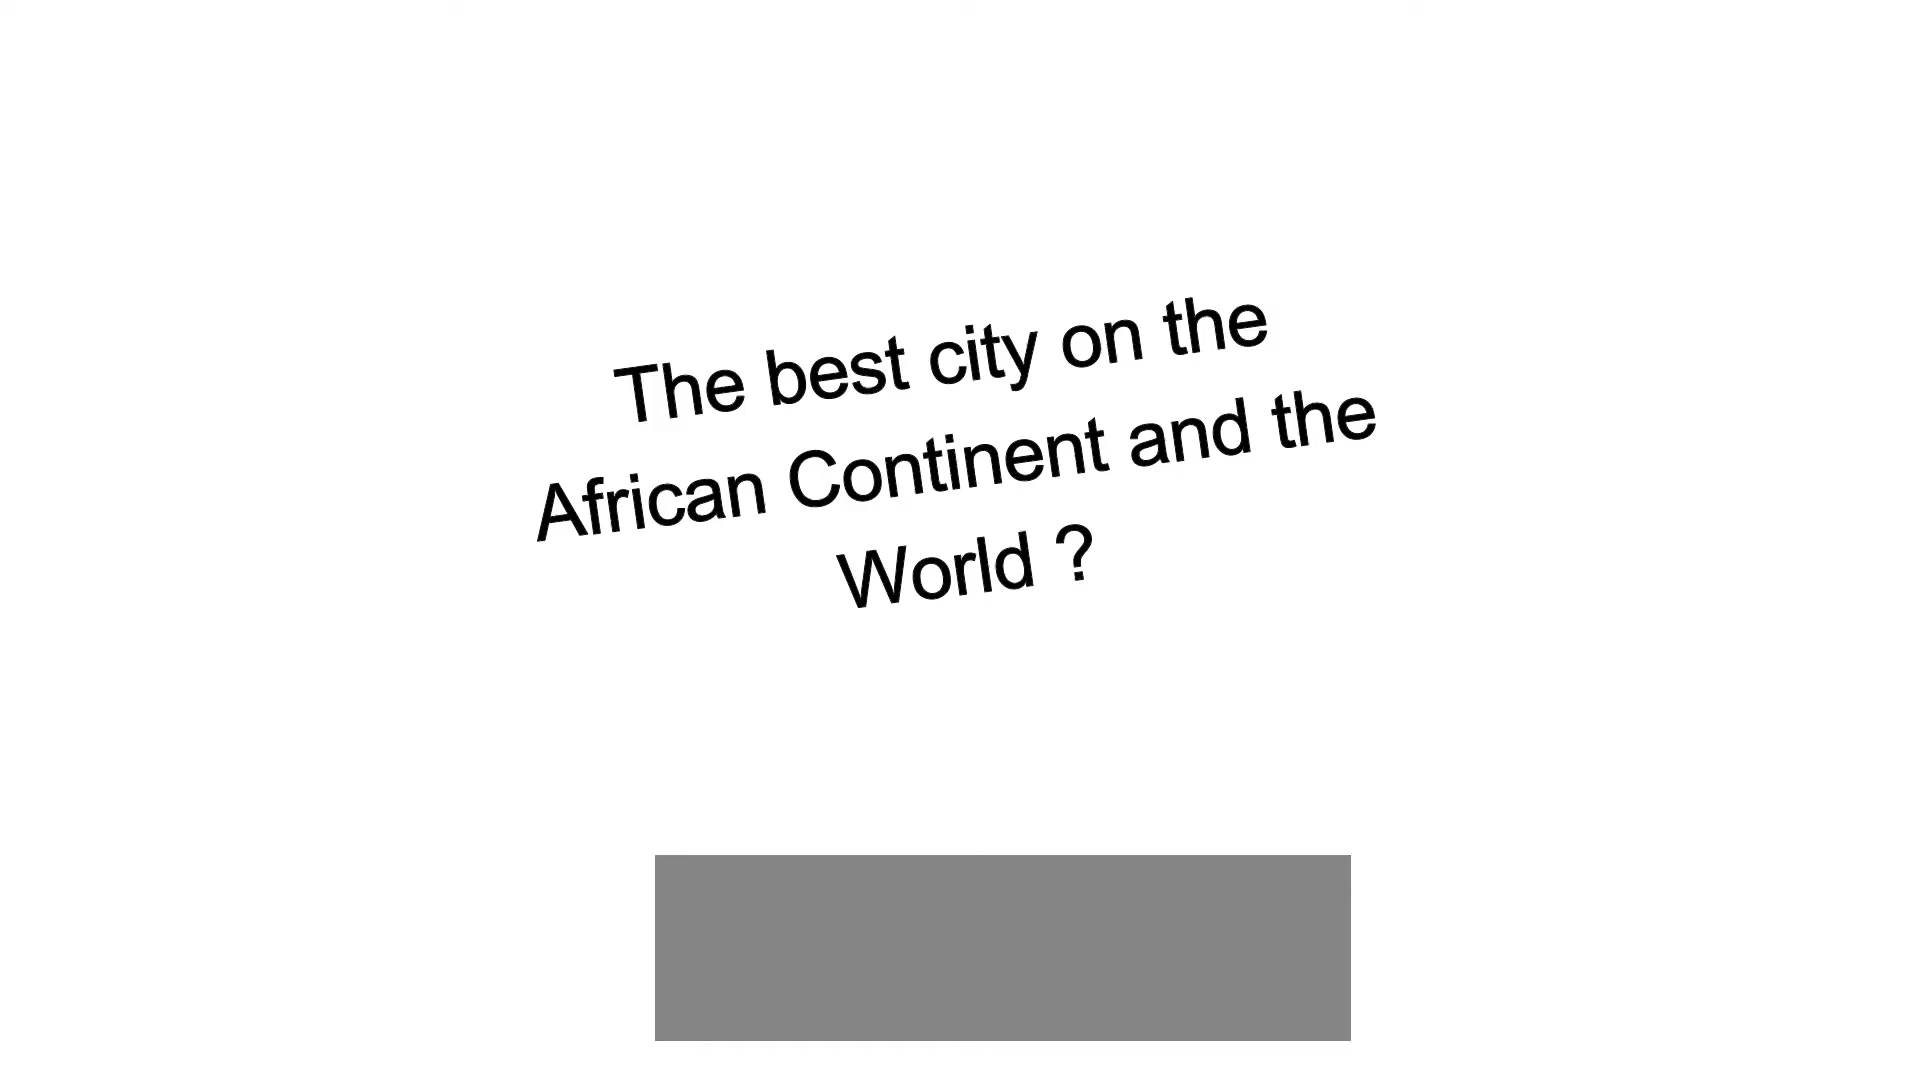 The best city on the
African Continent and the
World ?